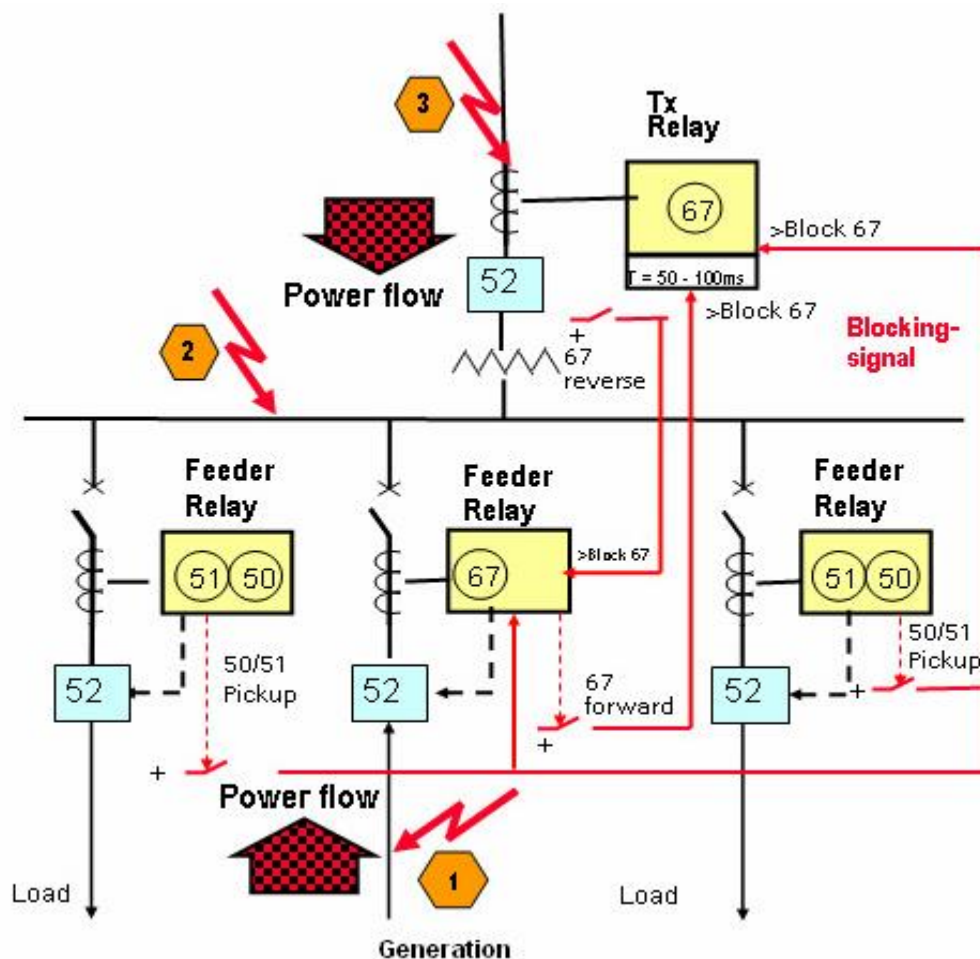 3
Tx
Relay
67
>Block 67
T = 50 - 100ms
Power flow
52
>Block 67
+
67
reverse
Blocking-
signal
2
Feeder
Relay
Feeder
Relay
Feeder
Relay
51 50
67
>Block 67
51 50
50/51
Pickup
67
forward
50/51
Pickup
52
52
52
+
+
+
Power flow
1
Load
Load
Generation